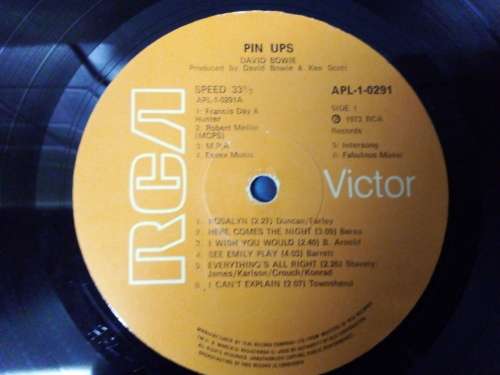 PIN UPS
DAVID BOWIE
Produced by David Bowie & Ken Scott
SPEED 33⅓
APL-1-0291
APL-1-0291A
SIDE 1
1: Francis Day &
Hunter
℗ 1973 RCA
2: Robert Mellin
(MCPS)
Records
3: M.P.A.
5: Intersong
4: Essex Music
6: Fabulous Music
RCA
Victor
1 ROSALYN (2.27) Duncan/Farley
2 HERE COMES THE NIGHT (3.09) Berns
3 I WISH YOU WOULD (2.40) B. Arnold
4 SEE EMILY PLAY (4.03) Barrett
5 EVERYTHING'S ALL RIGHT (2.26) Stavely/
James/Karlson/Crouch/Konrad
6 I CAN'T EXPLAIN (2.07) Townshend